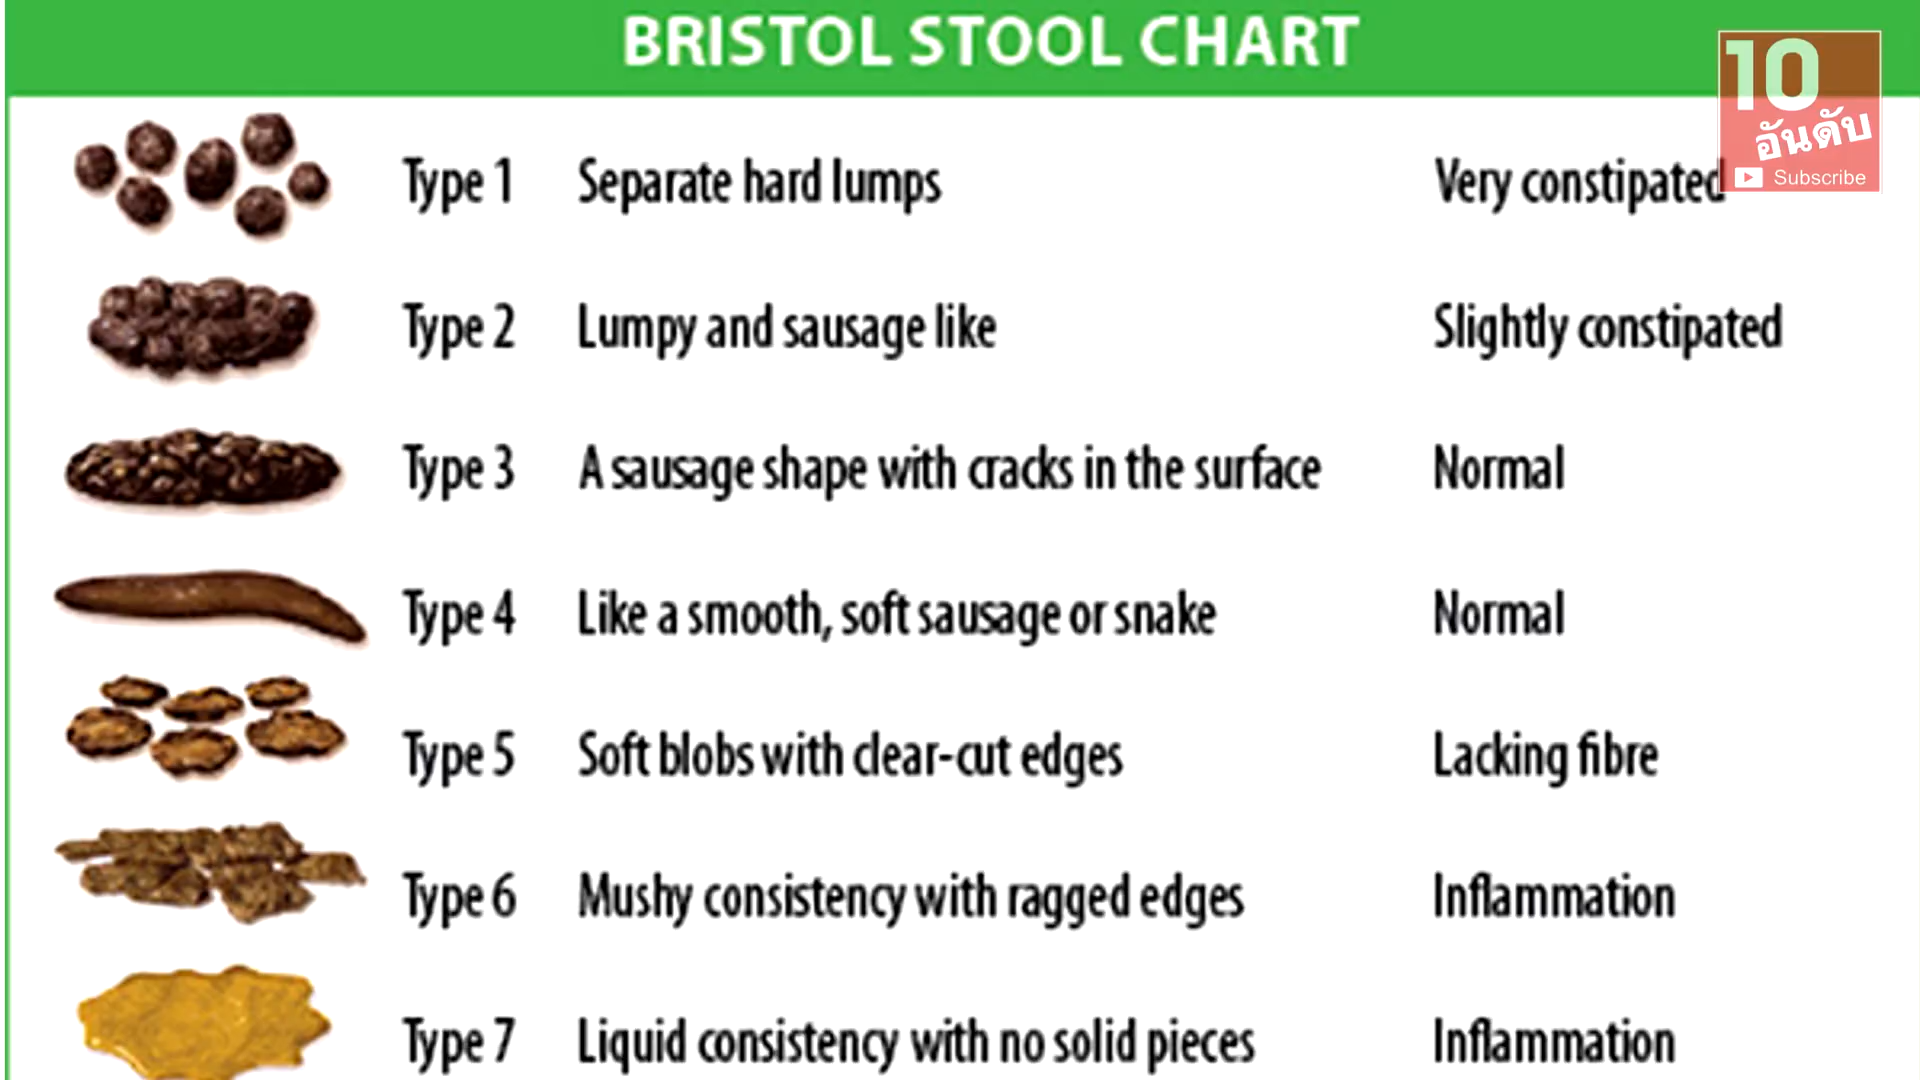 BRISTOL STOOL CHART
10
อันดับ
Subscribe
Type 1 Separate hard lumps Very constipated
Type 2 Lumpy and sausage like Slightly constipated
Type 3 A sausage shape with cracks in the surface Normal
Type 4 Like a smooth, soft sausage or snake Normal
Type 5 Soft blobs with clear-cut edges Lacking fibre
Type 6 Mushy consistency with ragged edges Inflammation
Type 7 Liquid consistency with no solid pieces Inflammation